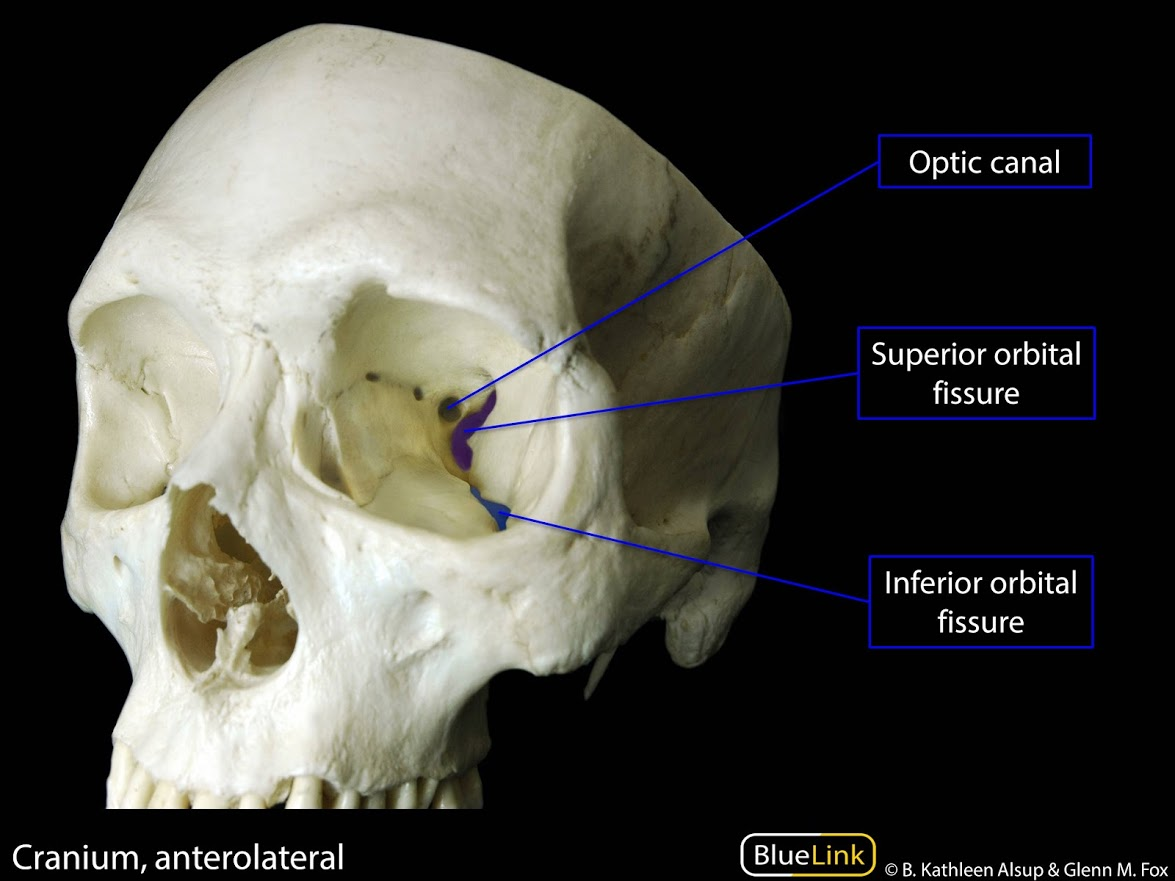 Optic canal
Superior orbital
fissure
Inferior orbital
fissure
Cranium, anterolateral
BlueLink
© B. Kathleen Alsup & Glenn M. Fox